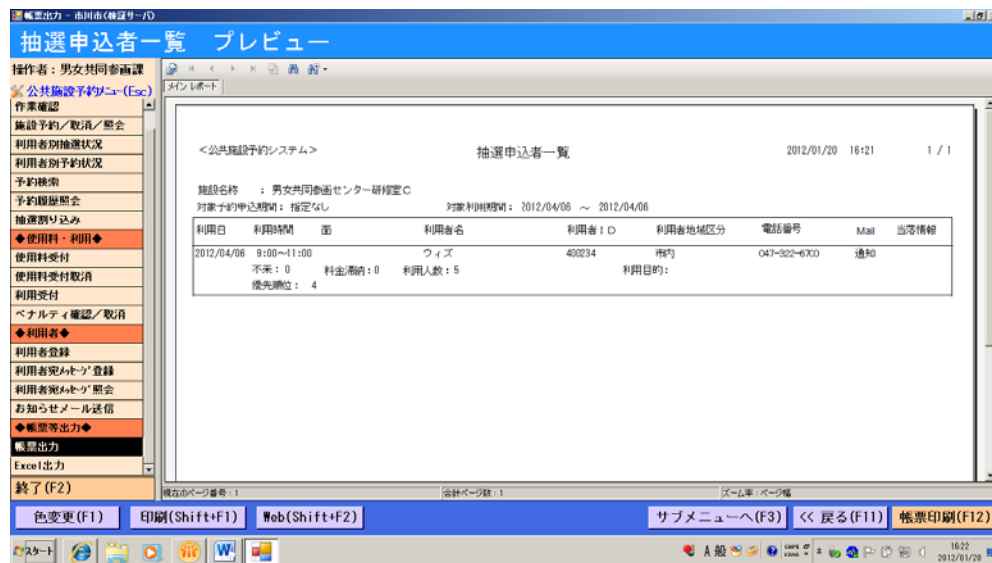 帳票出力 - 市川市(検証サーバ)
抽選申込者一覧 プレビュー
操作者：男女共同参画課
公共施設予約ﾒﾆｭｰ(Esc)
作業確認
施設予約／取消／照会
利用者別抽選状況
利用者別予約状況
予約検索
予約履歴照会
抽選割り込み
◆使用料・利用◆
使用料受付
使用料受付取消
利用受付
ペナルティ確認／取消
◆利用者◆
利用者登録
利用者宛ﾒｯｾｰｼﾞ登録
利用者宛ﾒｯｾｰｼﾞ照会
お知らせメール送信
◆帳票等出力◆
帳票出力
Excel出力
終了(F2)
メイン レポート
＜公共施設予約システム＞ 抽選申込者一覧 2012/01/20 16:21 1 / 1
施設名称 ： 男女共同参画センター研修室Ｃ
対象予約申込期間： 指定なし 対象利用期間： 2012/04/06 ～ 2012/04/06
利用日 利用時間 面 利用者名 利用者ＩＤ 利用者地域区分 電話番号 Mail 当落情報
2012/04/06 9:00～11:00 ウィズ 400234 市内 047-322-6700 通知
不来： 0 料金滞納： 0 利用人数： 5 利用目的：
優先順位： 4
現在のページ番号：1 合計ページ数：1 ズーム率：ページ幅
色変更(F1) 印刷(Shift+F1) Web(Shift+F2) サブメニューへ(F3) << 戻る(F11) 帳票印刷(F12)
スタート A 般 CAPS KANA 16:22
2012/01/20